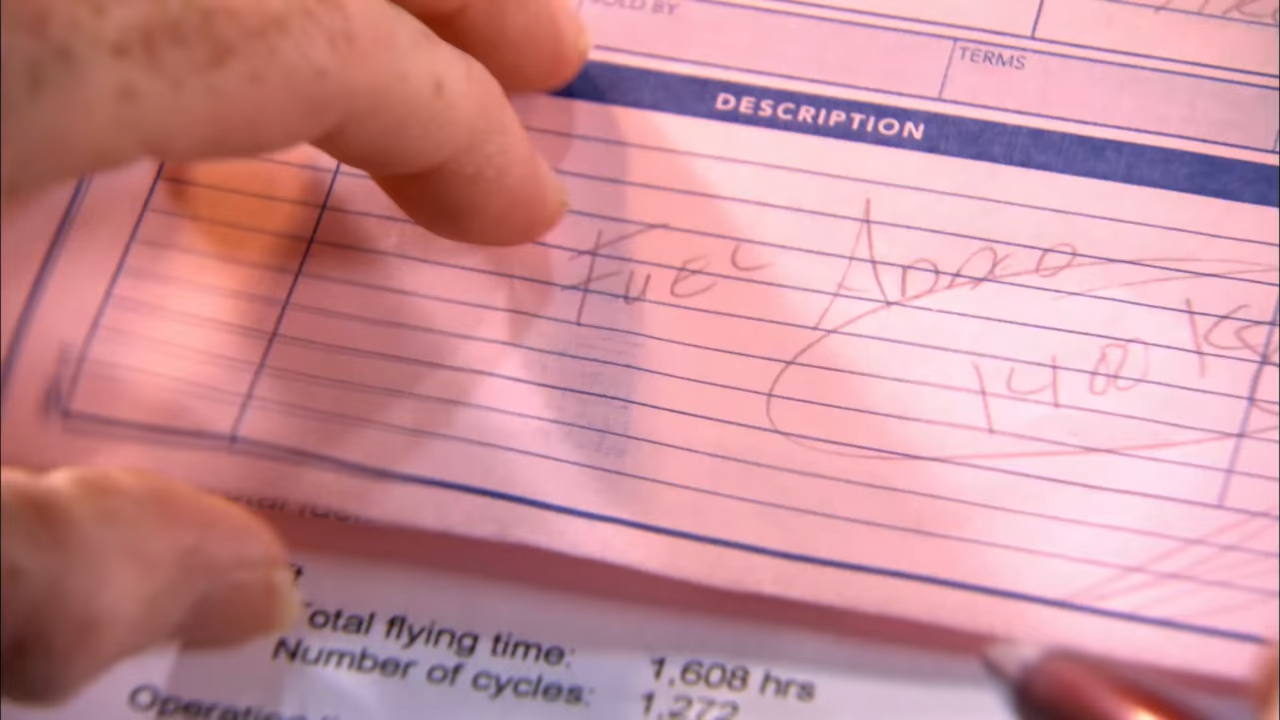 SOLD BY
TERMS
DESCRIPTION
FUEL ADDED
1400 KG
Total flying time: 1,608 hrs
Number of cycles: 1,272